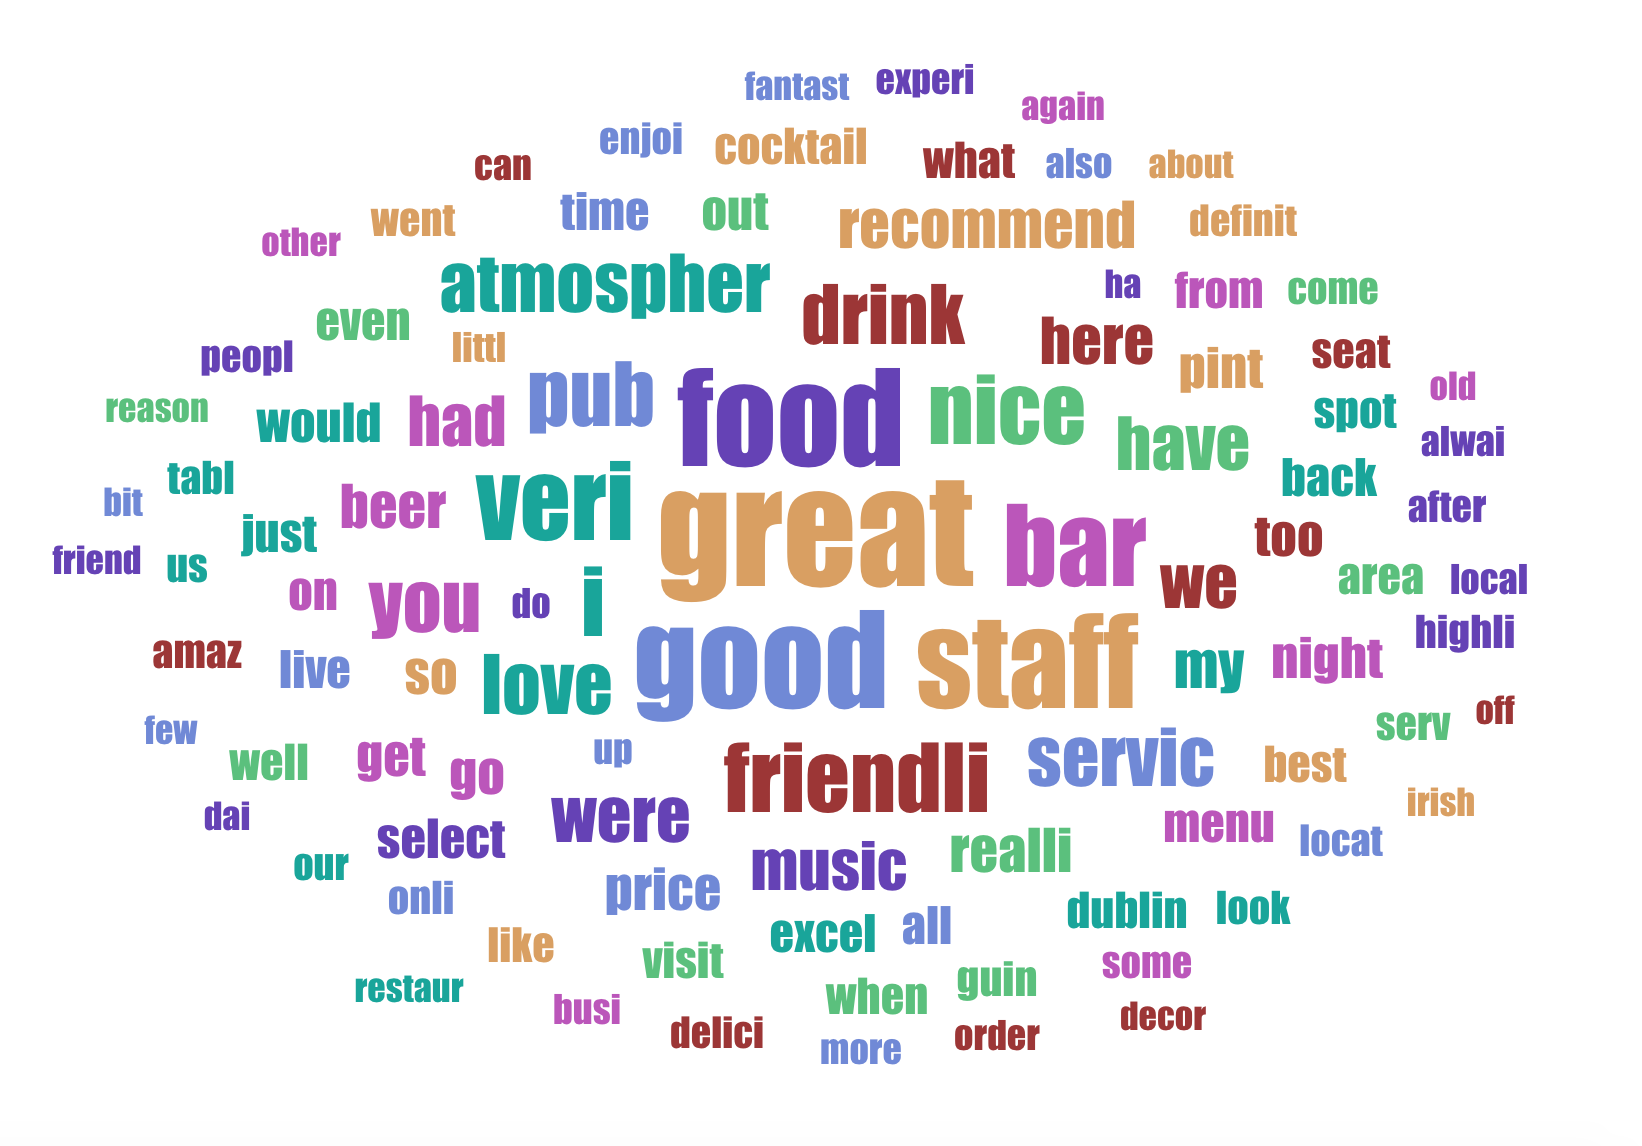 fantast experi
again
enjoi cocktail
can what also about
went time out recommend definit
other
atmospher drink ha from come
even littl here pint seat
peopl
reason would had pub food nice have spot old
alwai
tabl beer veri great bar back after
bit just too
friend us on you do i we area local
amaz live so love good staff my night highli
few up serv off
well get go friendli servic best
dai select were menu locat irish
our music realli
onli price
like visit excel all dublin look
restaur when guin some
busi delici more order decor